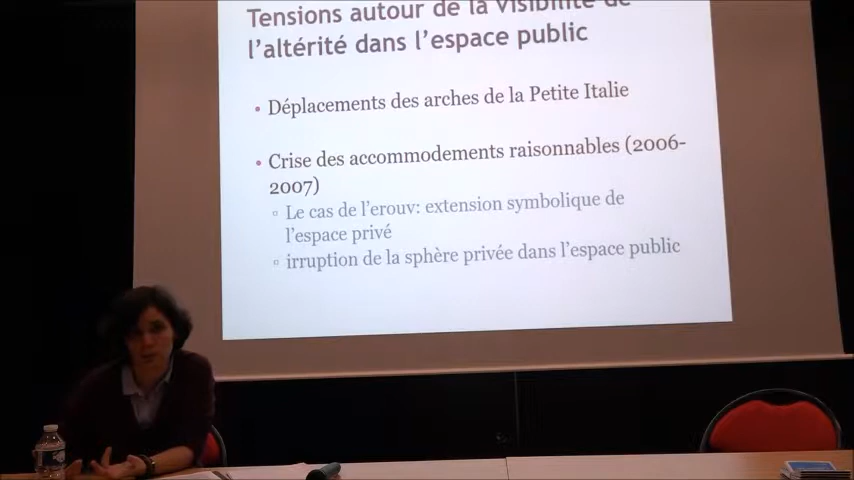 Tensions autour de la visibilité de
l'altérité dans l'espace public
• Déplacements des arches de la Petite Italie
• Crise des accommodements raisonnables (2006-
2007)
▫ Le cas de l'erouv: extension symbolique de
l'espace privé
▫ irruption de la sphère privée dans l'espace public